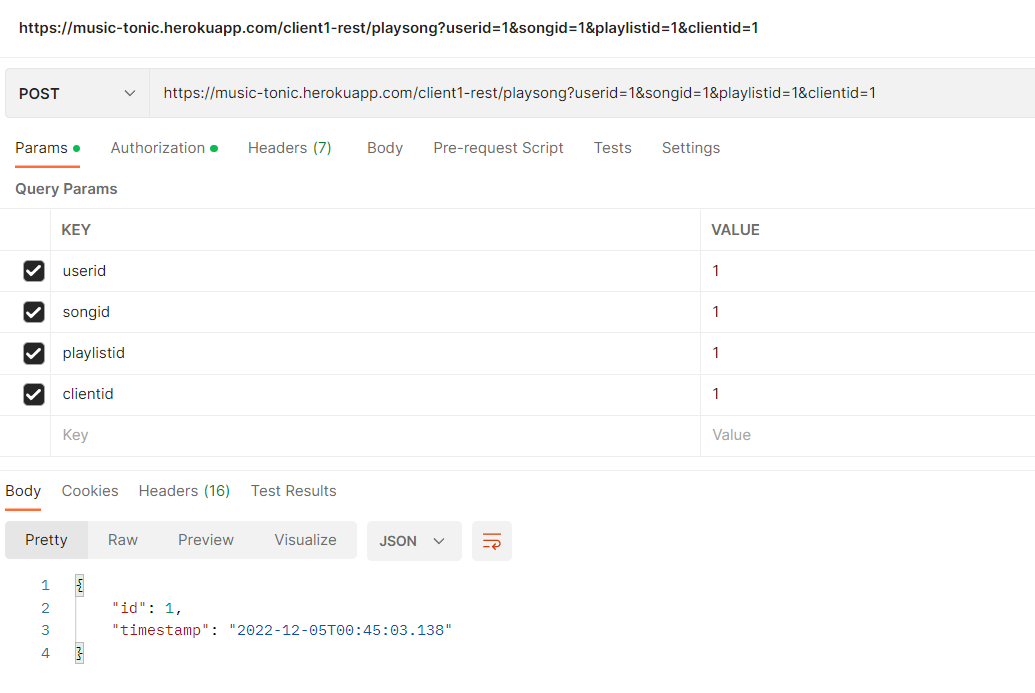 https://music-tonic.herokuapp.com/client1-rest/playsong?userid=1&songid=1&playlistid=1&clientid=1
POST https://music-tonic.herokuapp.com/client1-rest/playsong?userid=1&songid=1&playlistid=1&clientid=1
Params Authorization Headers (7) Body Pre-request Script Tests Settings
Query Params
KEY VALUE
userid 1
songid 1
playlistid 1
clientid 1
Key Value
Body Cookies Headers (16) Test Results
Pretty Raw Preview Visualize JSON
1 {
2 "id": 1,
3 "timestamp": "2022-12-05T00:45:03.138"
4 }